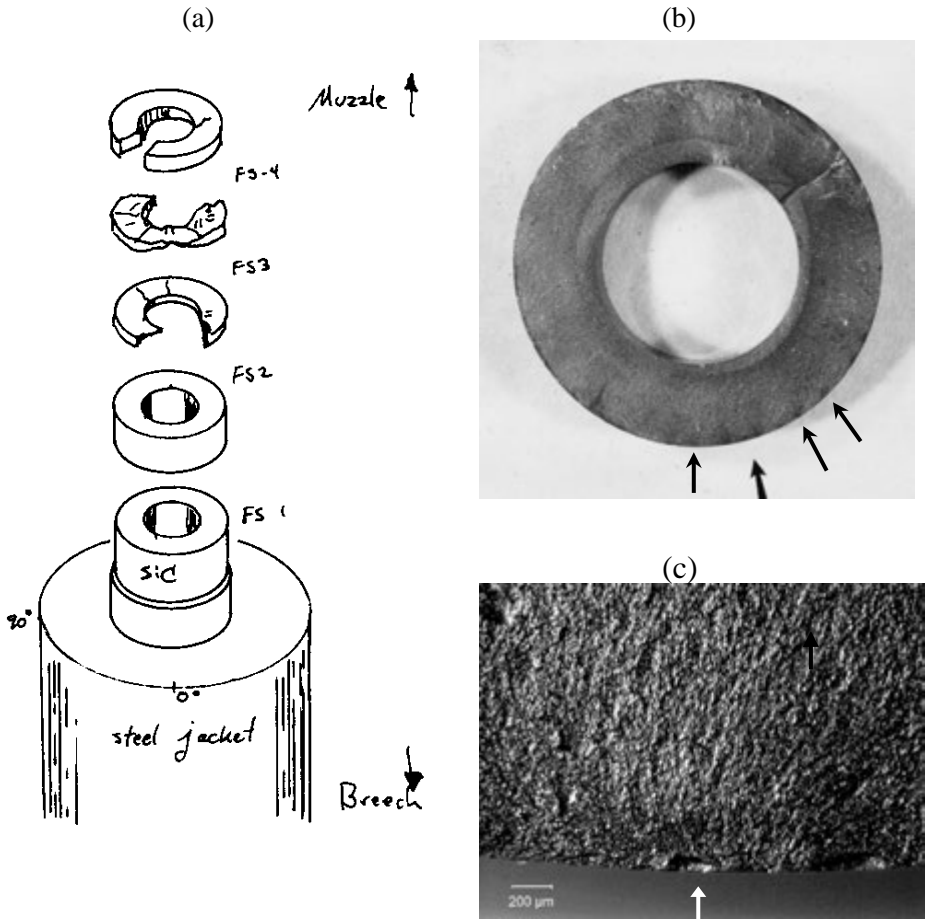 (a)
Muzzle
FS-4
FS3
FS2
FS 1
SiC
90°
0°
steel jacket
Breech
(b)
(c)
200 µm